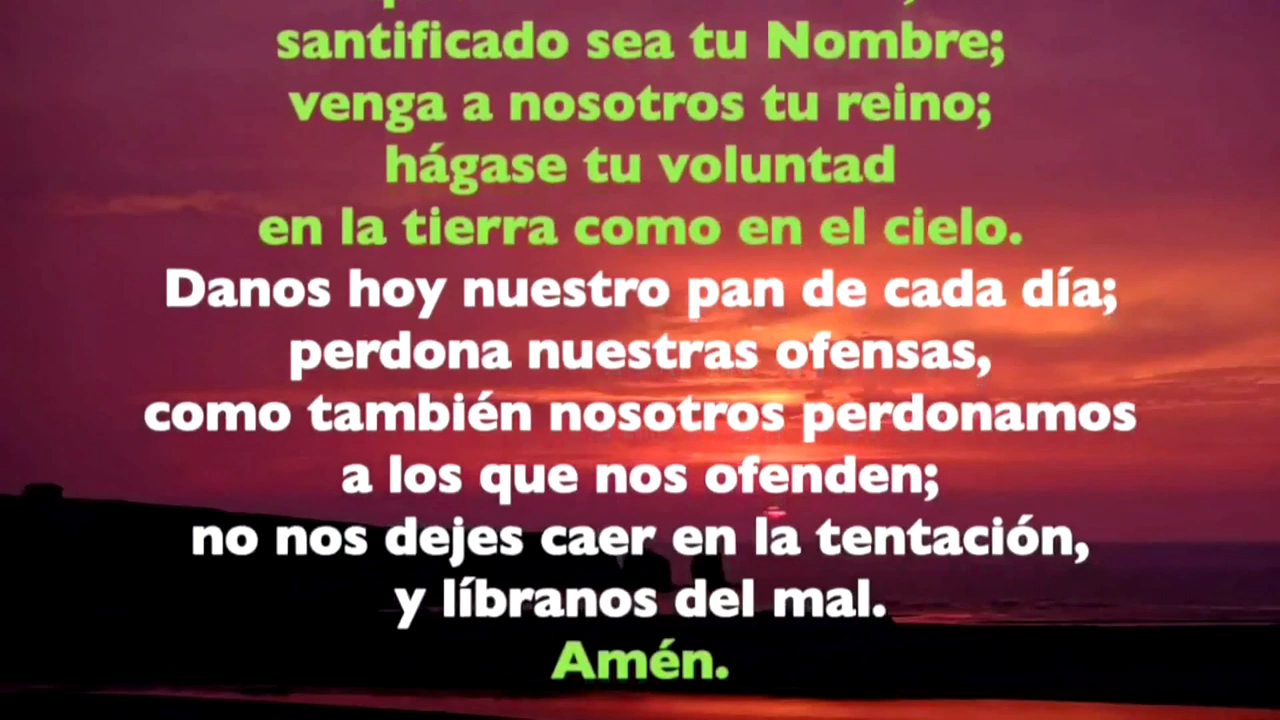 santificado sea tu Nombre;
venga a nosotros tu reino;
hágase tu voluntad
en la tierra como en el cielo.
Danos hoy nuestro pan de cada día;
perdona nuestras ofensas,
como también nosotros perdonamos
a los que nos ofenden;
no nos dejes caer en la tentación,
y líbranos del mal.
Amén.